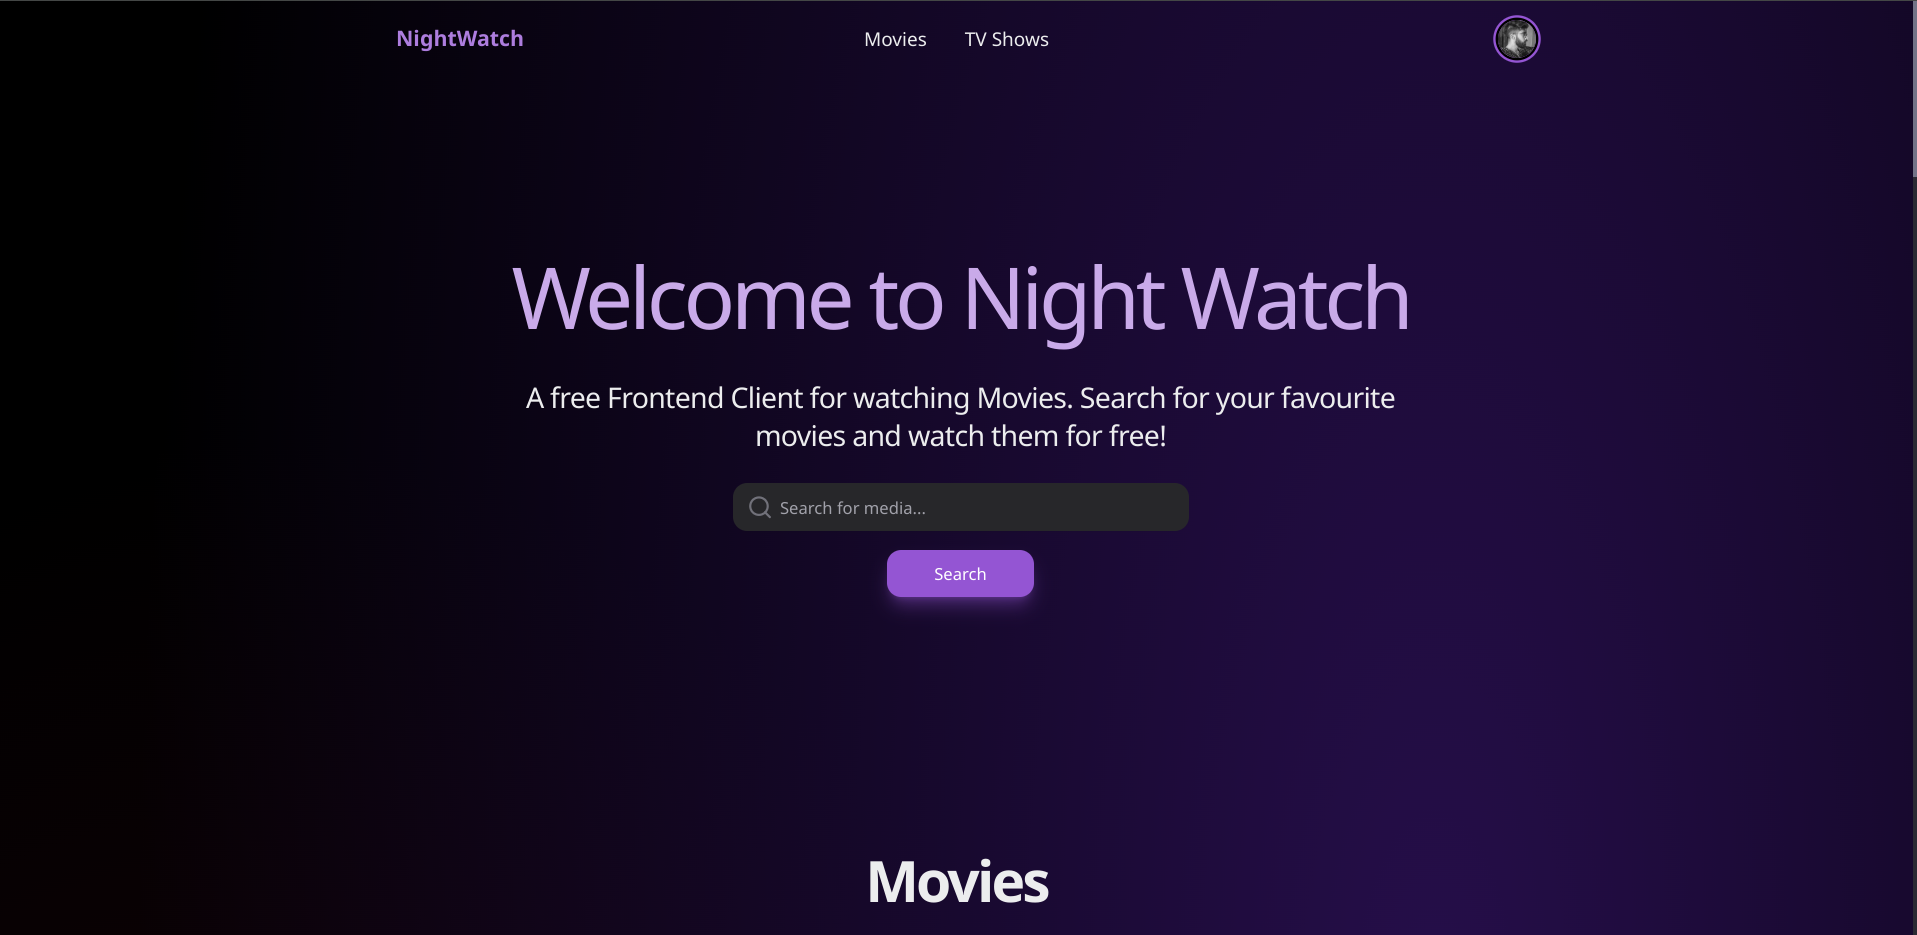 NightWatch
Movies
TV Shows
Welcome to Night Watch
A free Frontend Client for watching Movies. Search for your favourite
movies and watch them for free!
Search for media...
Search
Movies